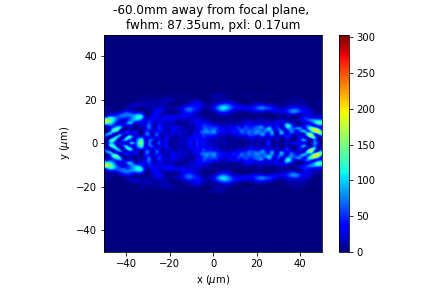 -60.0mm away from focal plane,
fwhm: 87.35um, pxl: 0.17um
300
250
200
150
100
50
0
40
20
0
−20
−40
y (μm)
−40 −20 0 20 40
x (μm)